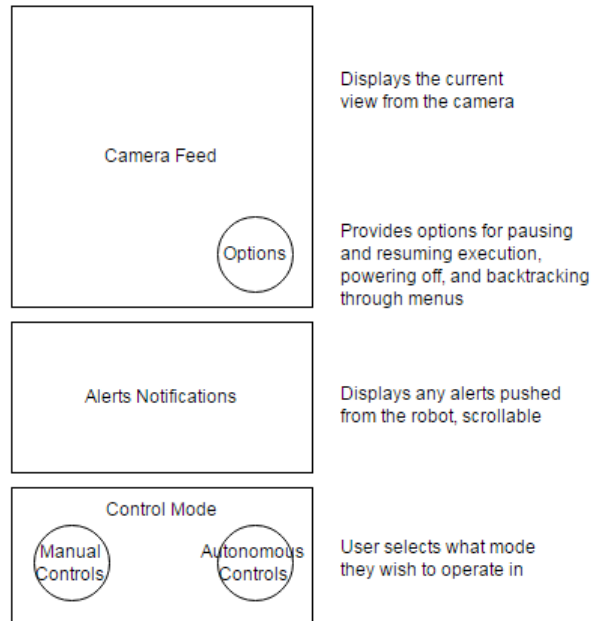 Displays the current
view from the camera
Camera Feed
Options
Provides options for pausing
and resuming execution,
powering off, and backtracking
through menus
Alerts Notifications
Displays any alerts pushed
from the robot, scrollable
Control Mode
Manual
Controls
Autonomous
Controls
User selects what mode
they wish to operate in